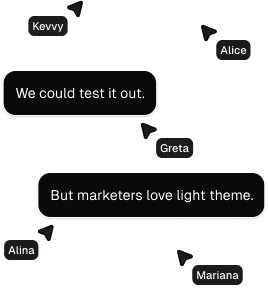 Kevvy
Alice
We could test it out.
Greta
But marketers love light theme.
Alina
Mariana